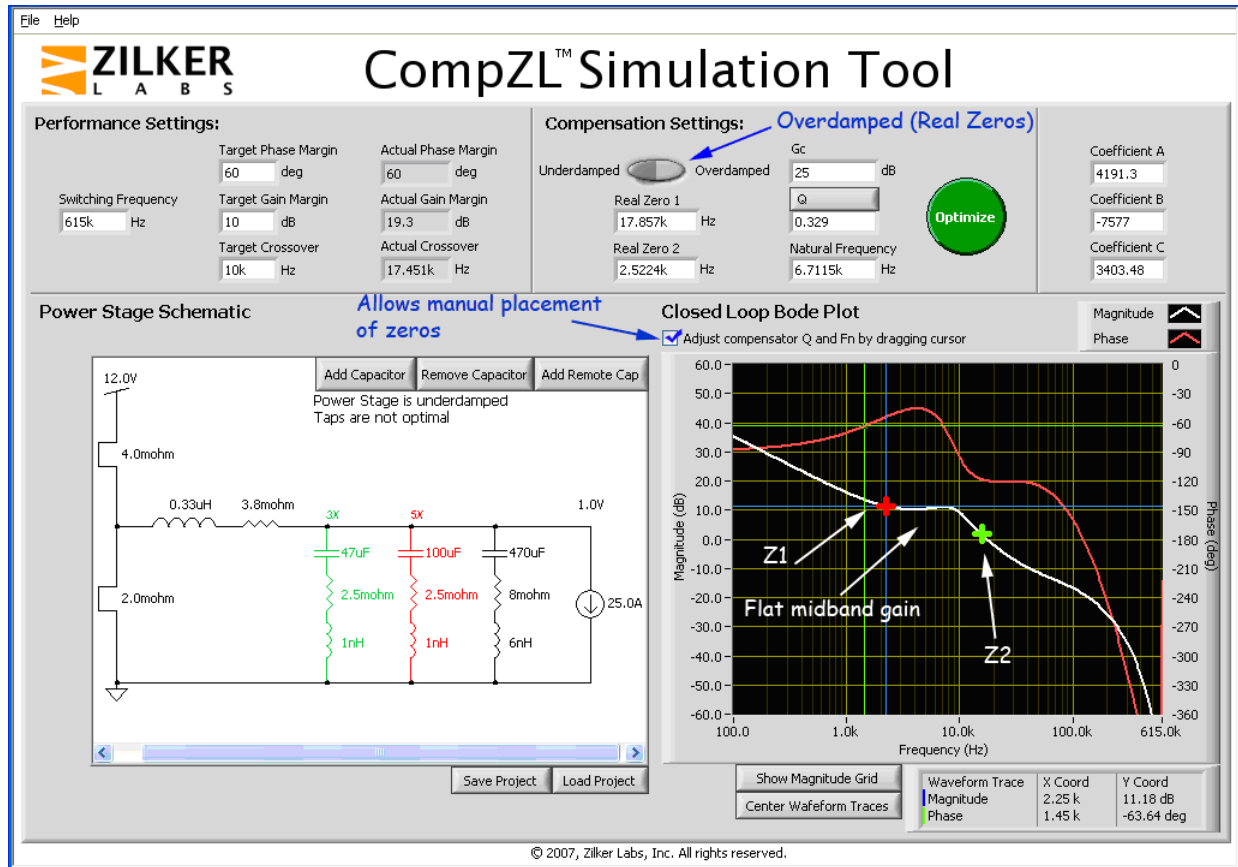 File Help
ZILKER
LABS
CompZL™ Simulation Tool
Performance Settings:
Target Phase Margin
60 deg
Actual Phase Margin
60 deg
Switching Frequency
615k Hz
Target Gain Margin
10 dB
Actual Gain Margin
19.3 dB
Target Crossover
10k Hz
Actual Crossover
17.451k Hz
Compensation Settings:
Overdamped (Real Zeros)
Underdamped Overdamped
Gc
25 dB
Real Zero 1
17.857k Hz
Q
0.329
Real Zero 2
2.5224k Hz
Natural Frequency
6.7115k Hz
Optimize
Coefficient A
4191.3
Coefficient B
-7577
Coefficient C
3403.48
Power Stage Schematic
Allows manual placement
of zeros
Add Capacitor Remove Capacitor Add Remote Cap
Power Stage is underdamped
Taps are not optimal
12.0V
4.0mohm
0.33uH 3.8mohm
3X 5X 1.0V
47uF 100uF 470uF
2.0mohm 2.5mohm 2.5mohm 8mohm 25.0A
1nH 1nH 6nH
Save Project Load Project
Closed Loop Bode Plot
Magnitude
Phase
Adjust compensator Q and Fn by dragging cursor
60.0
50.0
40.0
30.0
20.0
10.0
0.0
-10.0
-20.0
-30.0
-40.0
-50.0
-60.0
Magnitude (dB)
0
-30
-60
-90
-120
-150
-180
-210
-240
-270
-300
-330
-360
Phase (deg)
Z1
Flat midband gain
Z2
100.0 1.0k 10.0k 100.0k 615.0k
Frequency (Hz)
Show Magnitude Grid
Center Wafeform Traces
Waveform Trace X Coord Y Coord
Magnitude 2.25 k 11.18 dB
Phase 1.45 k -63.64 deg
© 2007, Zilker Labs, Inc. All rights reserved.